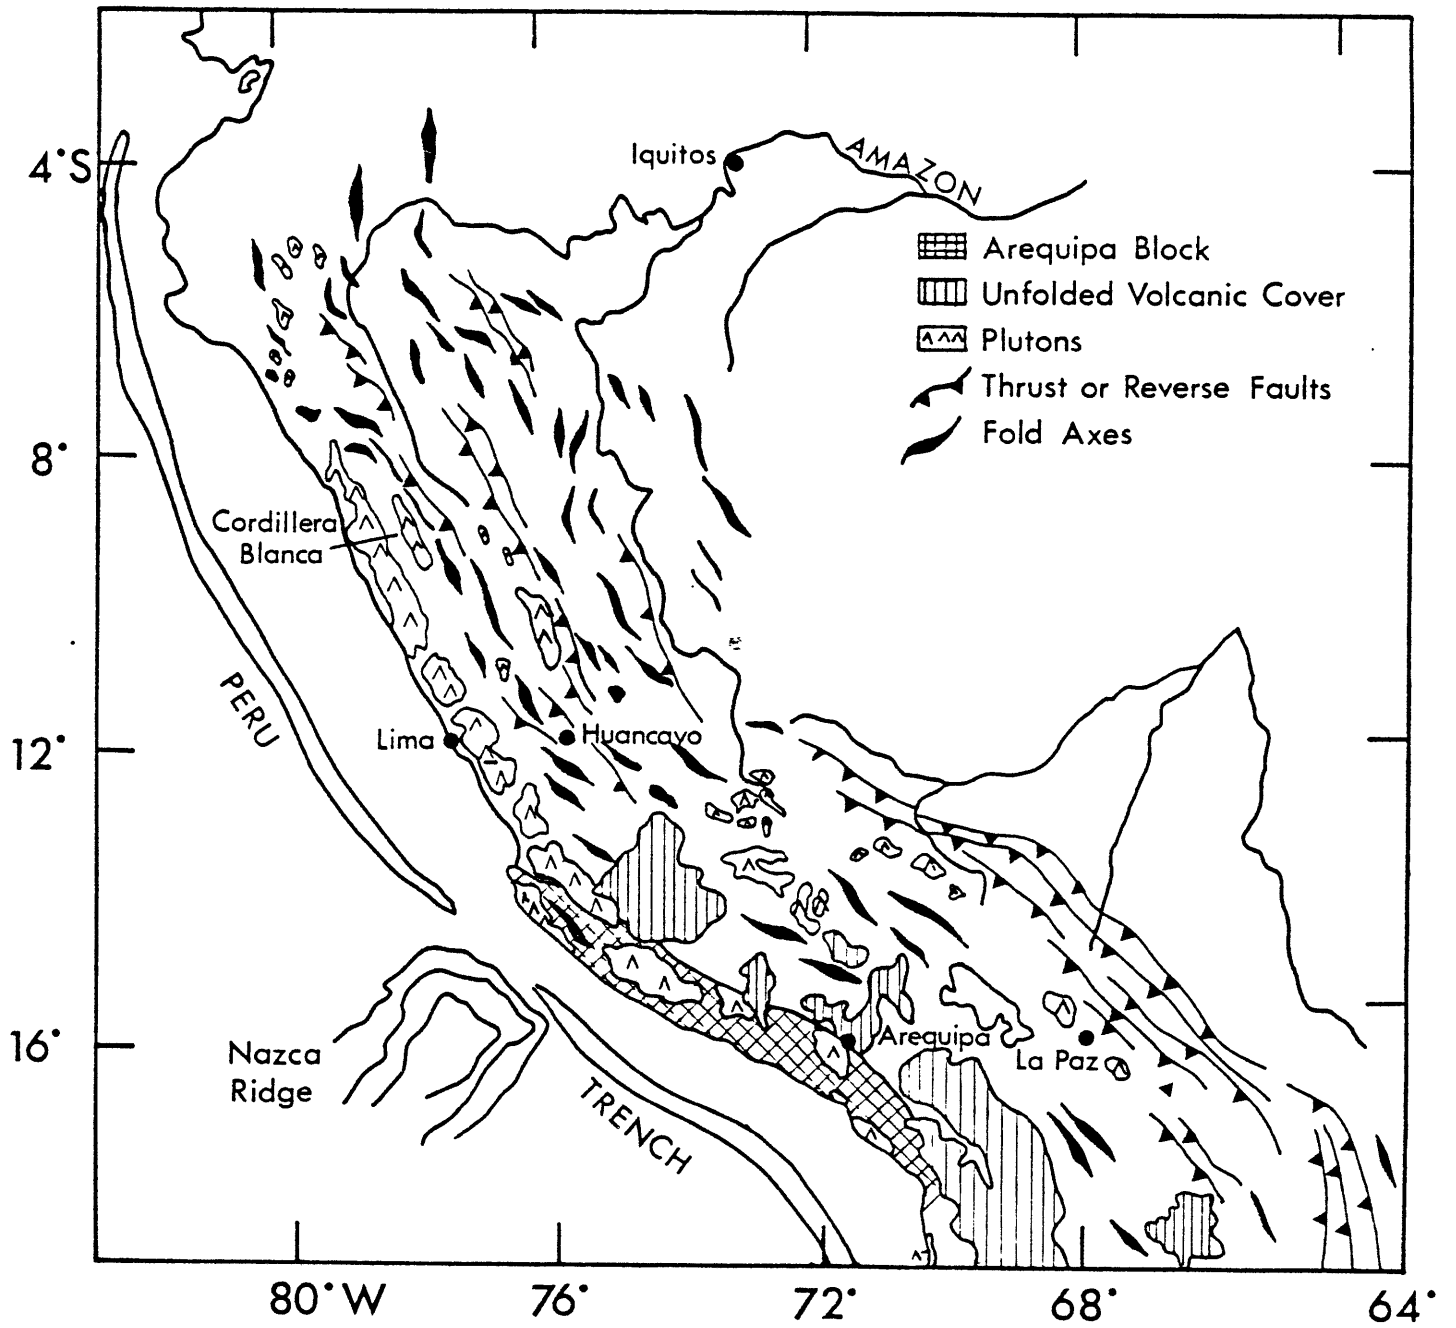 Iquitos
AMAZON
4°S
Arequipa Block
Unfolded Volcanic Cover
Plutons
Thrust or Reverse Faults
Fold Axes
8°
Cordillera
Blanca
PERU
Lima
Huancayo
12°
Arequipa
La Paz
16°
Nazca
Ridge
TRENCH
80°W
76°
72°
68°
64°